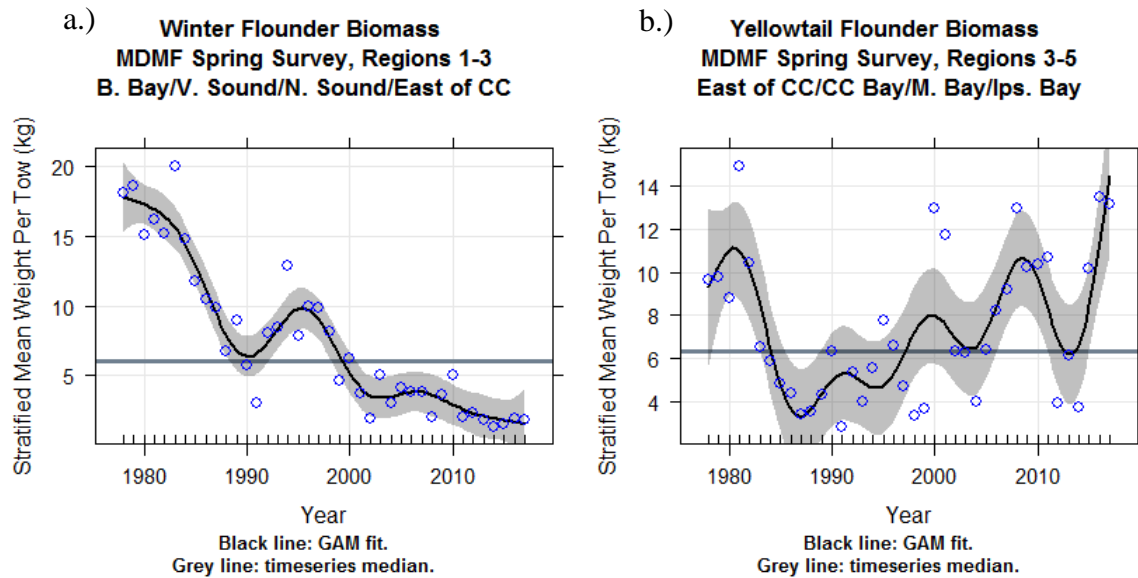 a.)
Winter Flounder Biomass
MDMF Spring Survey, Regions 1-3
B. Bay/V. Sound/N. Sound/East of CC
Stratified Mean Weight Per Tow (kg)
20
15
10
5
1980 1990 2000 2010
Year
Black line: GAM fit.
Grey line: timeseries median.
b.)
Yellowtail Flounder Biomass
MDMF Spring Survey, Regions 3-5
East of CC/CC Bay/M. Bay/Ips. Bay
Stratified Mean Weight Per Tow (kg)
14
12
10
8
6
4
1980 1990 2000 2010
Year
Black line: GAM fit.
Grey line: timeseries median.